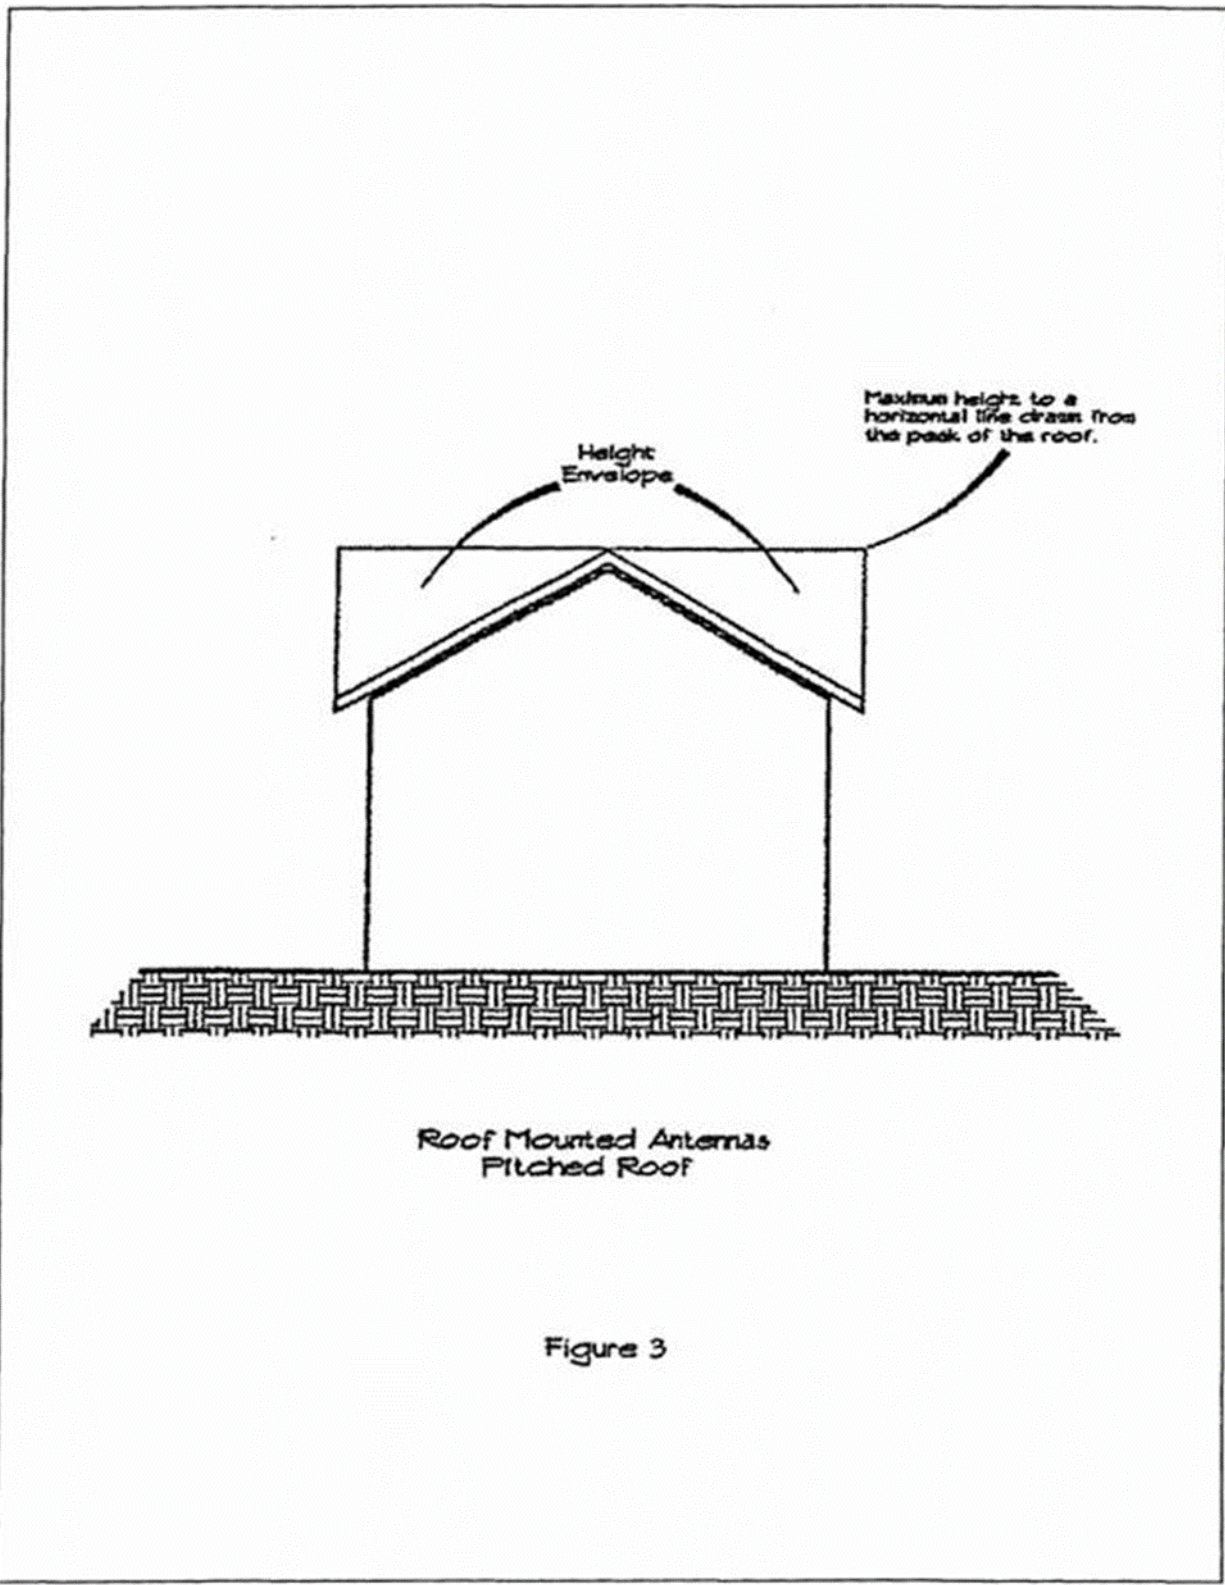 Maximum height to a
horizontal line drawn from
the peak of the roof.
Height
Envelope
Roof Mounted Antennas
Pitched Roof
Figure 3